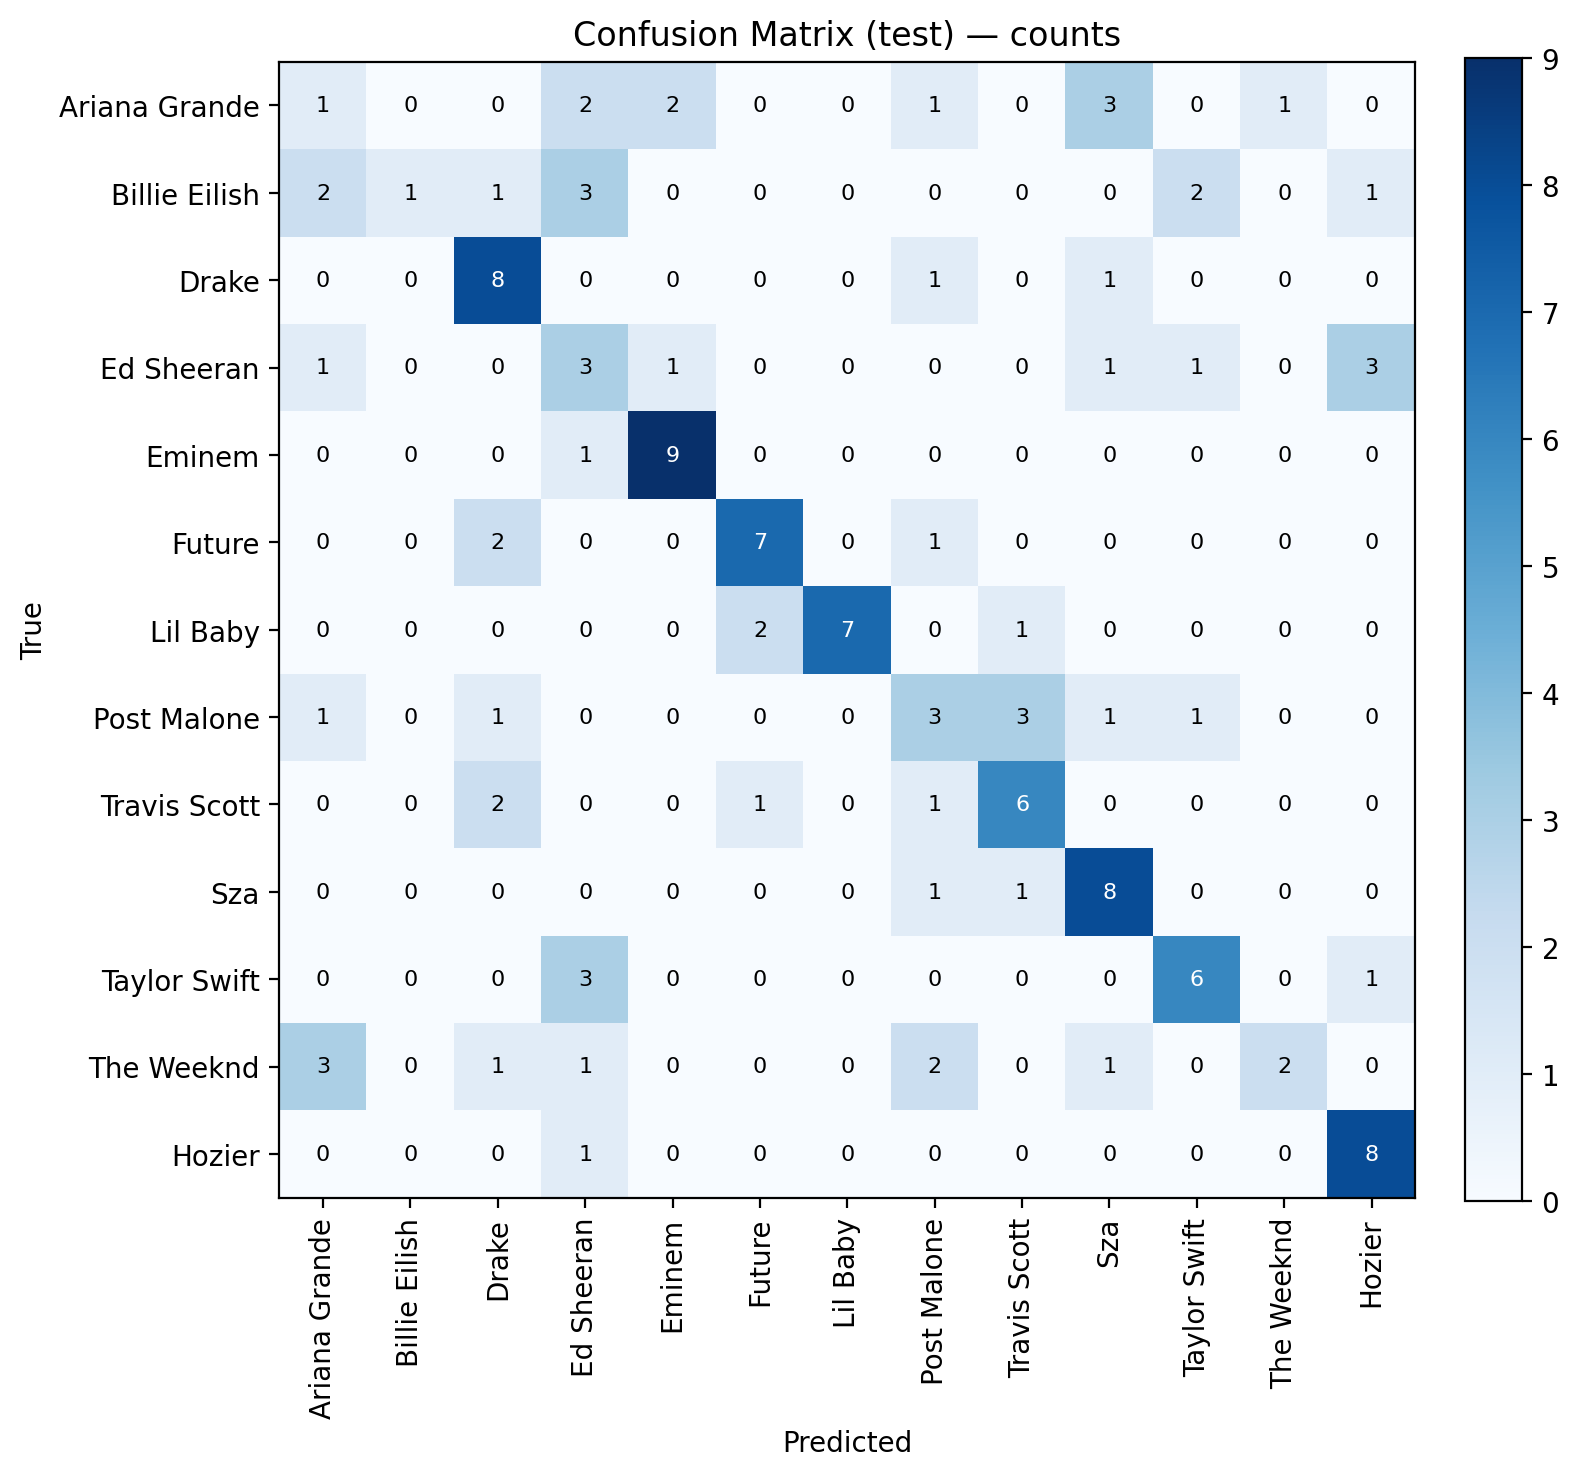 Confusion Matrix (test) — counts
Ariana Grande 1 0 0 2 2 0 0 1 0 3 0 1 0
Billie Eilish 2 1 1 3 0 0 0 0 0 0 2 0 1
Drake 0 0 8 0 0 0 0 1 0 1 0 0 0
Ed Sheeran 1 0 0 3 1 0 0 0 0 1 1 0 3
Eminem 0 0 0 1 9 0 0 0 0 0 0 0 0
Future 0 0 2 0 0 7 0 1 0 0 0 0 0
Lil Baby 0 0 0 0 0 2 7 0 1 0 0 0 0
Post Malone 1 0 1 0 0 0 0 3 3 1 1 0 0
Travis Scott 0 0 2 0 0 1 0 1 6 0 0 0 0
Sza 0 0 0 0 0 0 0 1 1 8 0 0 0
Taylor Swift 0 0 0 3 0 0 0 0 0 0 6 0 1
The Weeknd 3 0 1 1 0 0 0 2 0 1 0 2 0
Hozier 0 0 0 1 0 0 0 0 0 0 0 0 8
True
Ariana Grande
Billie Eilish
Drake
Ed Sheeran
Eminem
Future
Lil Baby
Post Malone
Travis Scott
Sza
Taylor Swift
The Weeknd
Hozier
Predicted
9
8
7
6
5
4
3
2
1
0